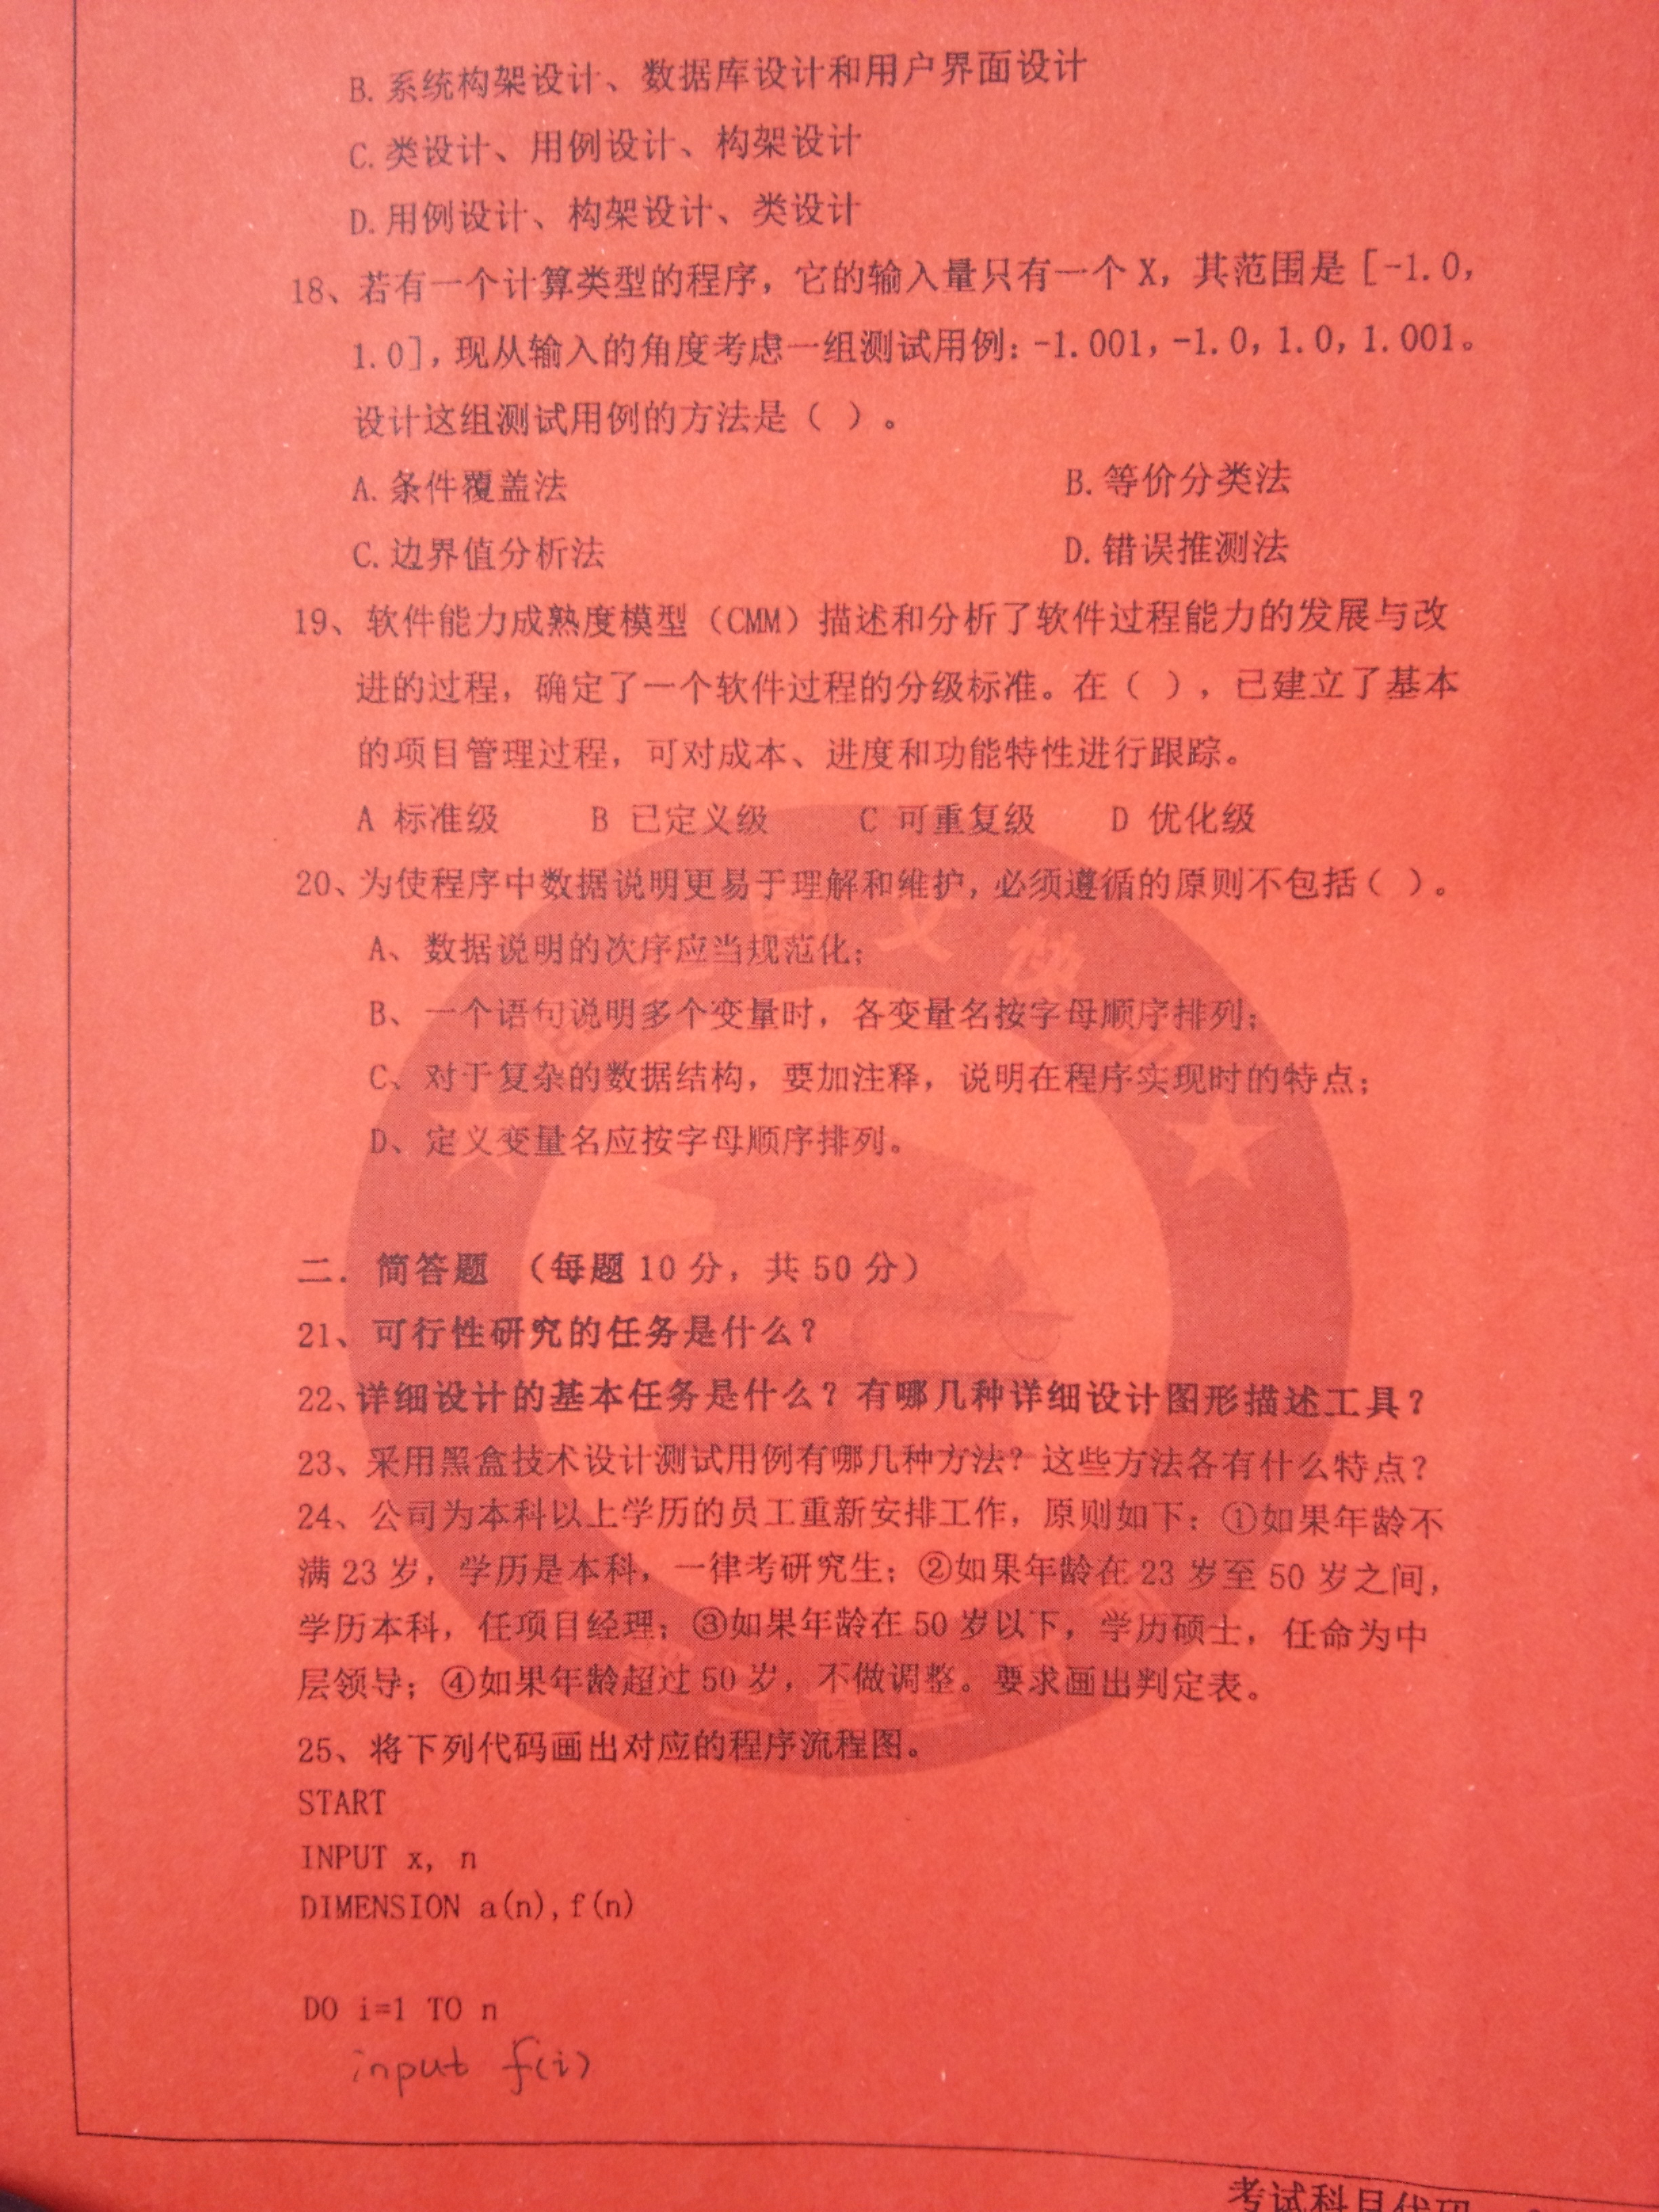 B. 系统构架设计、数据库设计和用户界面设计
C. 类设计、用例设计、构架设计
D. 用例设计、构架设计、类设计
18、若有一个计算类型的程序，它的输入量只有一个 X，其范围是 [-1.0,
1.0]，现从输入的角度考虑一组测试用例：-1.001，-1.0，1.0，1.001。
设计这组测试用例的方法是（ ）。
A. 条件覆盖法 B. 等价分类法
C. 边界值分析法 D. 错误推测法
19、软件能力成熟度模型（CMM）描述和分析了软件过程能力的发展与改
进的过程，确定了一个软件过程的分级标准。在（ ），已建立了基本
的项目管理过程，可对成本、进度和功能特性进行跟踪。
A 标准级 B 已定义级 C 可重复级 D 优化级
20、为使程序中数据说明更易于理解和维护，必须遵循的原则不包括（ ）。
A、数据说明的次序应当规范化；
B、一个语句说明多个变量时，各变量名按字母顺序排列；
C、对于复杂的数据结构，要加注释，说明在程序实现时的特点；
D、定义变量名应按字母顺序排列。
二．简答题 （每题 10 分，共 50 分）
21、可行性研究的任务是什么？
22、详细设计的基本任务是什么？有哪几种详细设计图形描述工具？
23、采用黑盒技术设计测试用例有哪几种方法？这些方法各有什么特点？
24、公司为本科以上学历的员工重新安排工作，原则如下：①如果年龄不
满 23 岁，学历是本科，一律考研究生；②如果年龄在 23 岁至 50 岁之间，
学历本科，任项目经理；③如果年龄在 50 岁以下，学历硕士，任命为中
层领导；④如果年龄超过 50 岁，不做调整。要求画出判定表。
25、将下列代码画出对应的程序流程图。
START
INPUT x, n
DIMENSION a(n),f(n)
DO i=1 TO n
input f(i)
考试科目代码